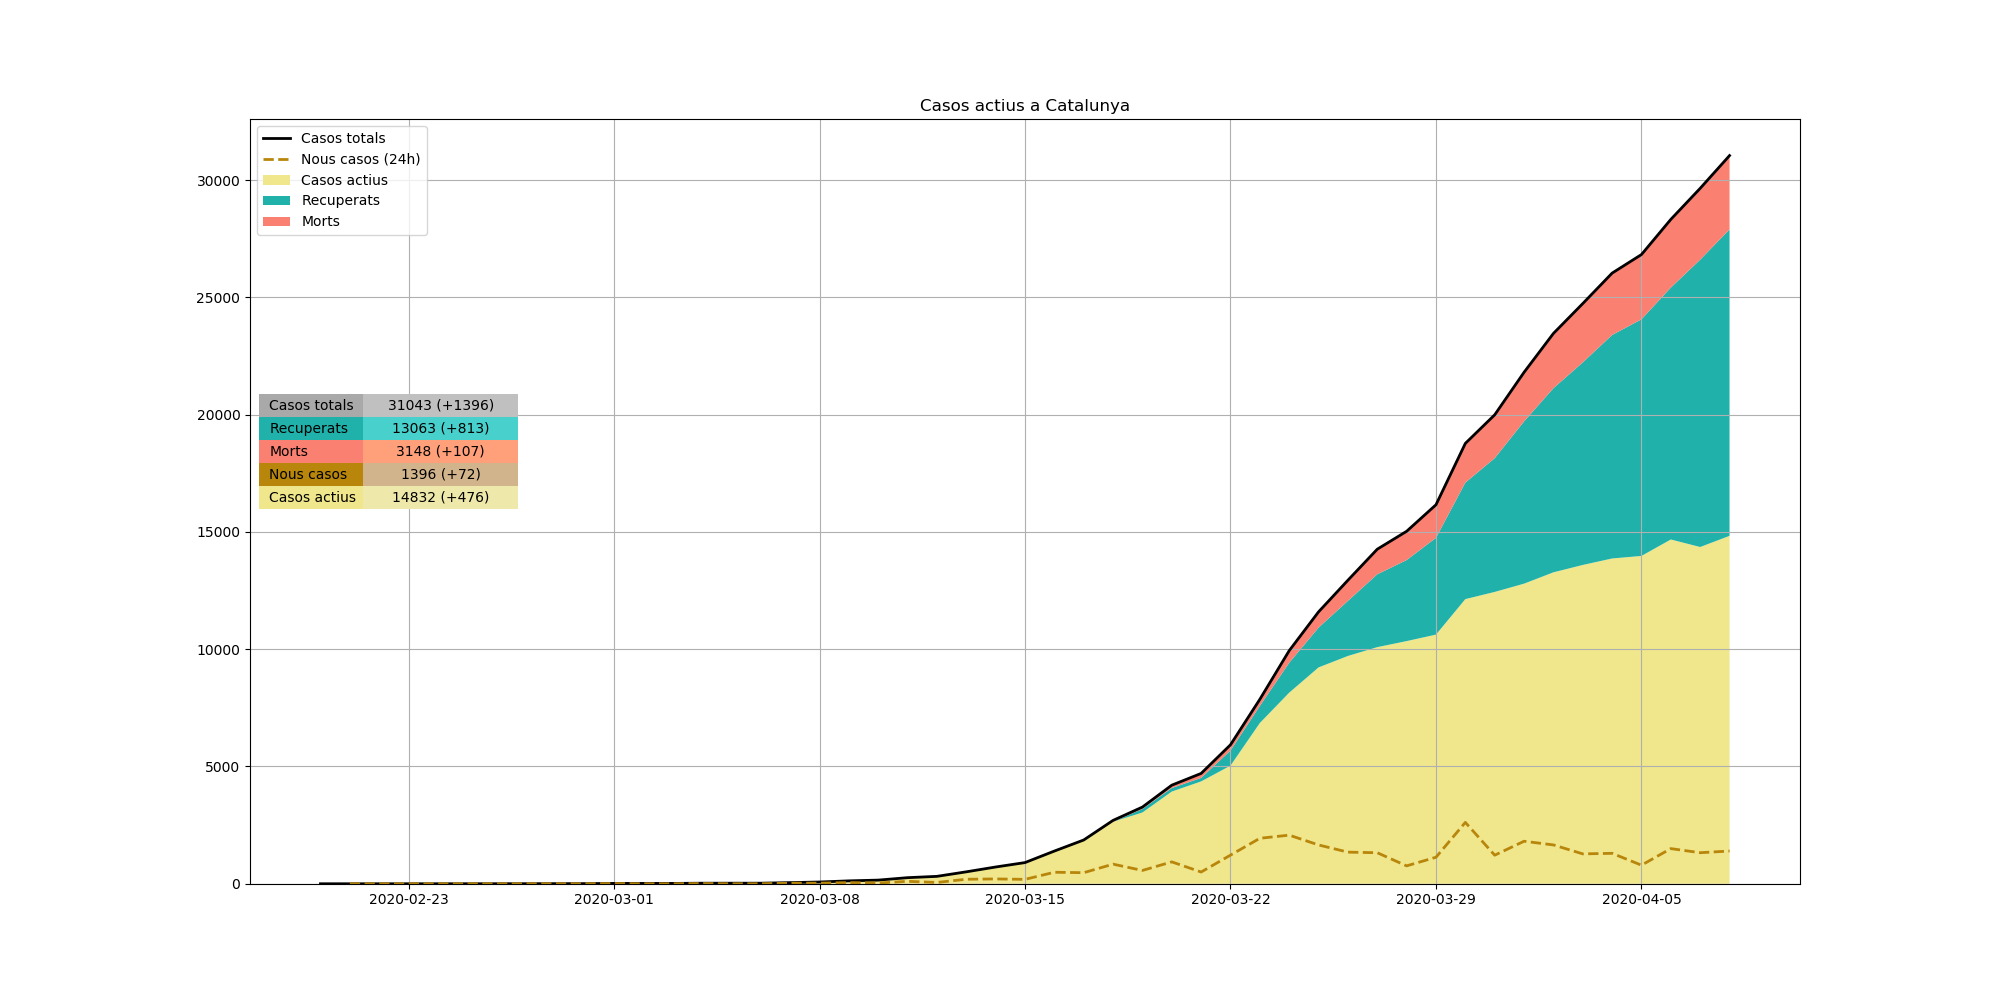 Casos actius a Catalunya
Casos totals
Nous casos (24h)
Casos actius
Recuperats
Morts
30000
25000
20000
15000
10000
5000
0
Casos totals 31043 (+1396)
Recuperats 13063 (+813)
Morts 3148 (+107)
Nous casos 1396 (+72)
Casos actius 14832 (+476)
2020-02-23 2020-03-01 2020-03-08 2020-03-15 2020-03-22 2020-03-29 2020-04-05